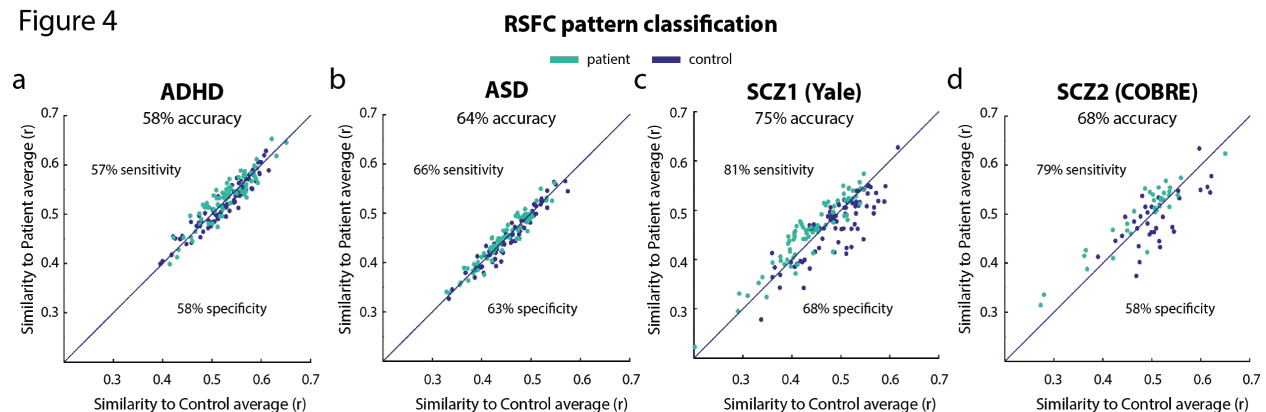 Figure 4
RSFC pattern classification
patient control
a
ADHD
58% accuracy
57% sensitivity
58% specificity
Similarity to Patient average (r)
0.7
0.6
0.5
0.4
0.3
0.3 0.4 0.5 0.6 0.7
Similarity to Control average (r)
b
ASD
64% accuracy
66% sensitivity
63% specificity
Similarity to Patient average (r)
0.7
0.6
0.5
0.4
0.3
0.3 0.4 0.5 0.6 0.7
Similarity to Control average (r)
c
SCZ1 (Yale)
75% accuracy
81% sensitivity
68% specificity
Similarity to Patient average (r)
0.7
0.6
0.5
0.4
0.3
0.3 0.4 0.5 0.6 0.7
Similarity to Control average (r)
d
SCZ2 (COBRE)
68% accuracy
79% sensitivity
58% specificity
Similarity to Patient average (r)
0.7
0.6
0.5
0.4
0.3
0.3 0.4 0.5 0.6 0.7
Similarity to Control average (r)